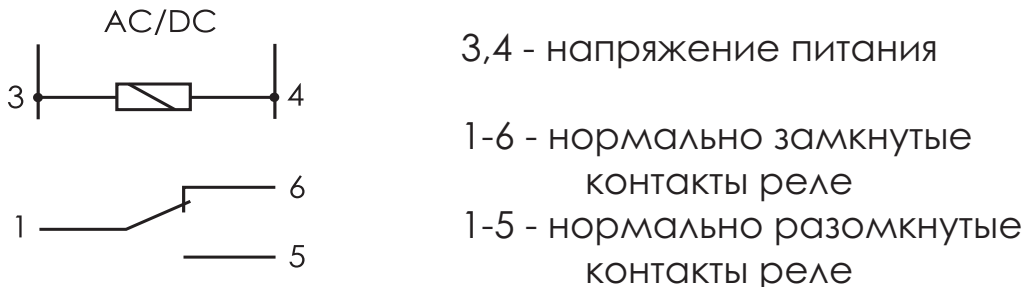 AC/DC
3
4
6
1
5
3,4 - напряжение питания
1-6 - нормально замкнутые
контакты реле
1-5 - нормально разомкнутые
контакты реле